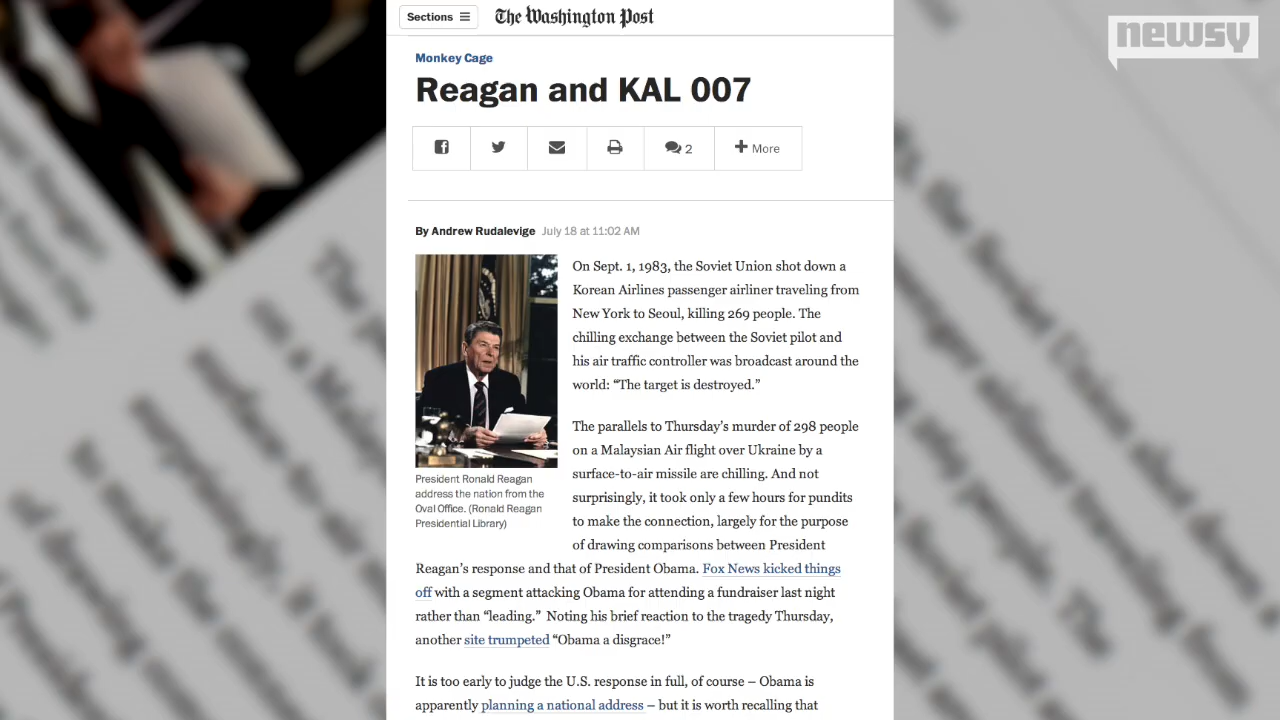 Sections
The Washington Post
newsy
Monkey Cage
Reagan and KAL 007
2
More
By Andrew Rudalevige July 18 at 11:02 AM
On Sept. 1, 1983, the Soviet Union shot down a
Korean Airlines passenger airliner traveling from
New York to Seoul, killing 269 people. The
chilling exchange between the Soviet pilot and
his air traffic controller was broadcast around the
world: “The target is destroyed.”
The parallels to Thursday’s murder of 298 people
on a Malaysian Air flight over Ukraine by a
surface-to-air missile are chilling. And not
surprisingly, it took only a few hours for pundits
to make the connection, largely for the purpose
of drawing comparisons between President
President Ronald Reagan
address the nation from the
Oval Office. (Ronald Reagan
Presidential Library)
Reagan’s response and that of President Obama. Fox News kicked things
off with a segment attacking Obama for attending a fundraiser last night
rather than “leading.” Noting his brief reaction to the tragedy Thursday,
another site trumpeted “Obama a disgrace!”
It is too early to judge the U.S. response in full, of course – Obama is
apparently planning a national address – but it is worth recalling that